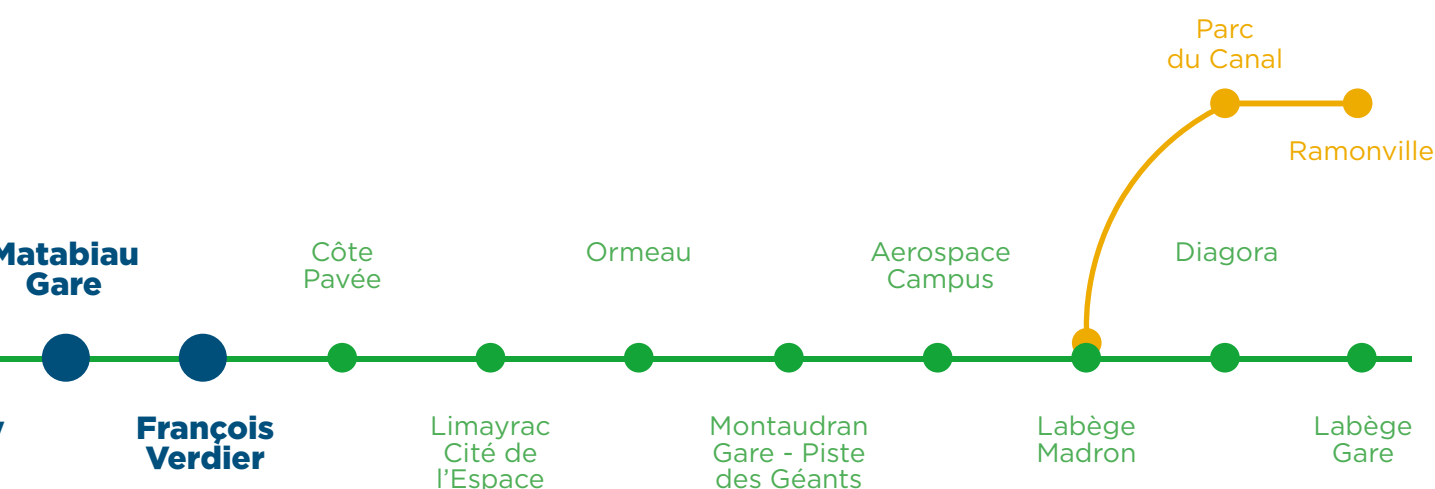 Parc
du Canal
Ramonville
Matabiau
Gare
Côte
Pavée
Ormeau
Aerospace
Campus
Diagora
François
Verdier
Limayrac
Cité de
l'Espace
Montaudran
Gare - Piste
des Géants
Labège
Madron
Labège
Gare